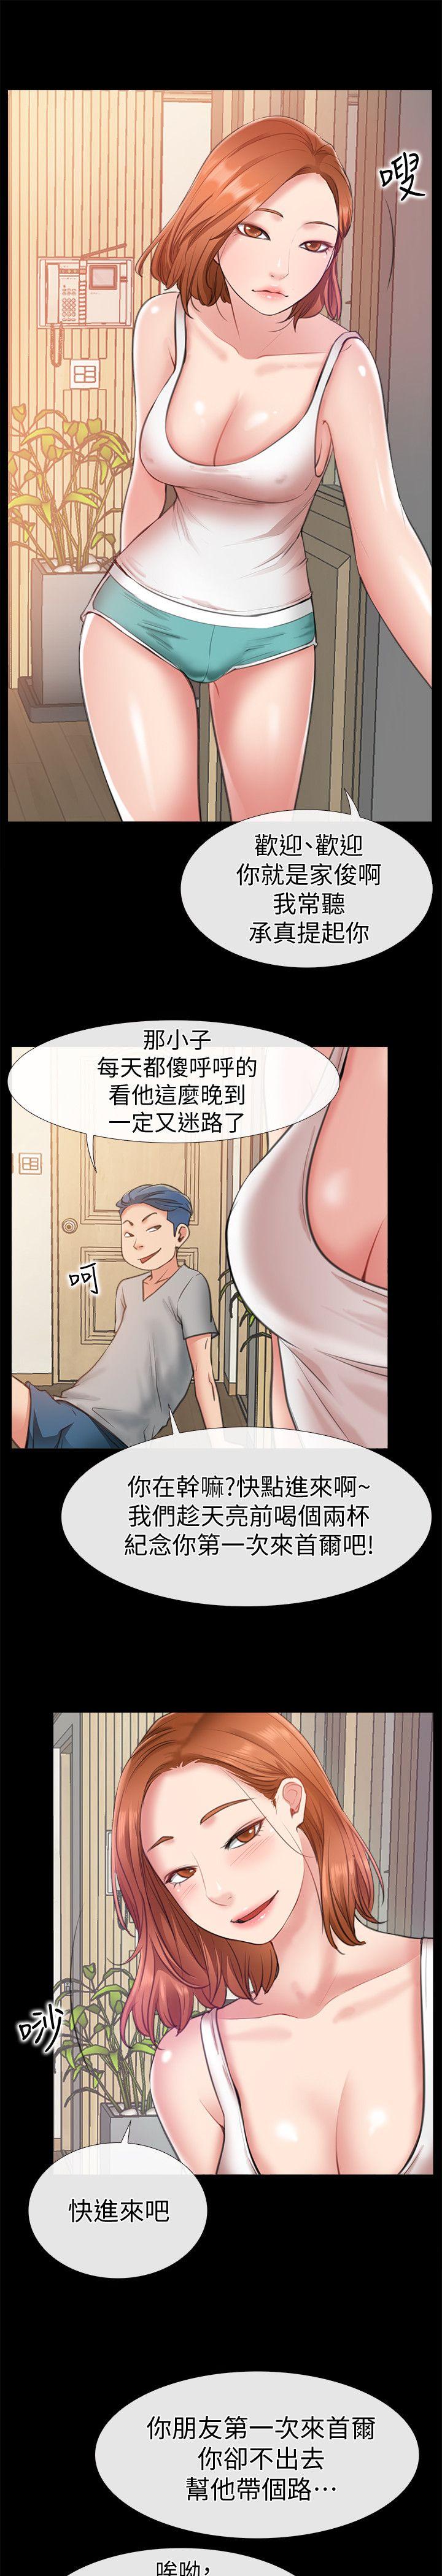 嗖
歡迎、歡迎
你就是家俊啊
我常聽
承真提起你
那小子
每天都傻呼呼的
看他這麼晚到
一定又迷路了
呵
你在幹嘛?快點進來啊~
我們趁天亮前喝個兩杯
紀念你第一次來首爾吧!
唦
快進來吧
你朋友第一次來首爾
你卻不出去
幫他帶個路…
哎呦,